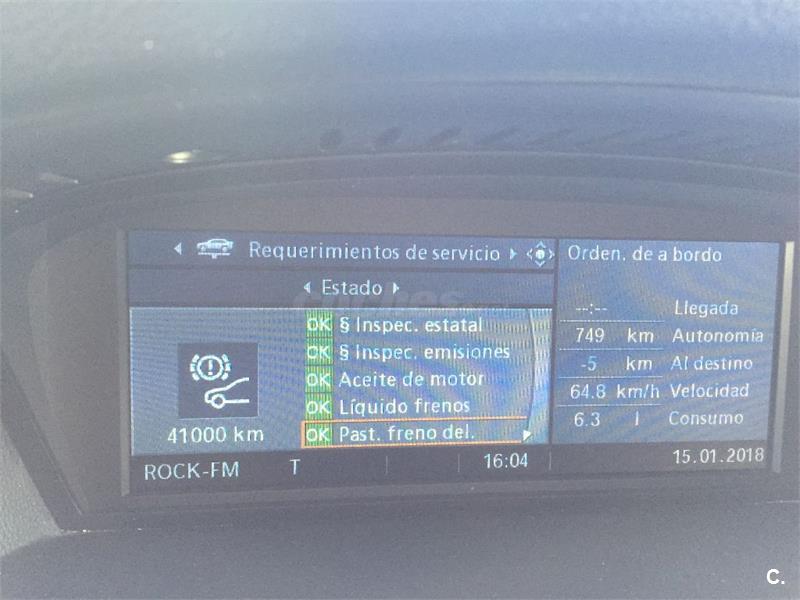 Requerimientos de servicio
Estado
OK § Inspec. estatal
OK § Inspec. emisiones
OK Aceite de motor
OK Líquido frenos
OK Past. freno del.
41000 km
Orden. de a bordo
--:-- Llegada
749 km Autonomía
-5 km Al destino
64.8 km/h Velocidad
6.3 l Consumo
ROCK-FM T 16:04 15.01.2018
coches
C.